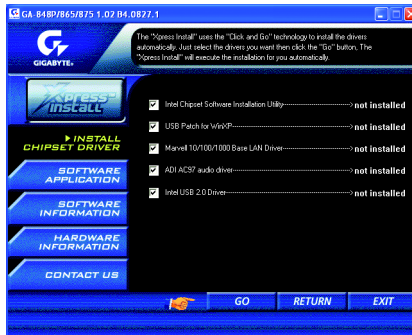 GA-848P/865/875 1.02 B4.0827.1
GIGABYTE
The "Xpress Install" uses the "Click and Go" technology to install the drivers
automatically. Just select the drivers you want then click the "Go" button. The
"Xpress Install" will execute the installation for you automatically.
Xpress
INSTALL
Intel Chipset Software Installation Utility not installed
USB Patch for WinXP not installed
Marvell 10/100/1000 Base LAN Driver not installed
ADI AC97 audio driver not installed
Intel USB 2.0 Driver not installed
INSTALL
CHIPSET DRIVER
SOFTWARE
APPLICATION
SOFTWARE
INFORMATION
HARDWARE
INFORMATION
CONTACT US
GO RETURN EXIT